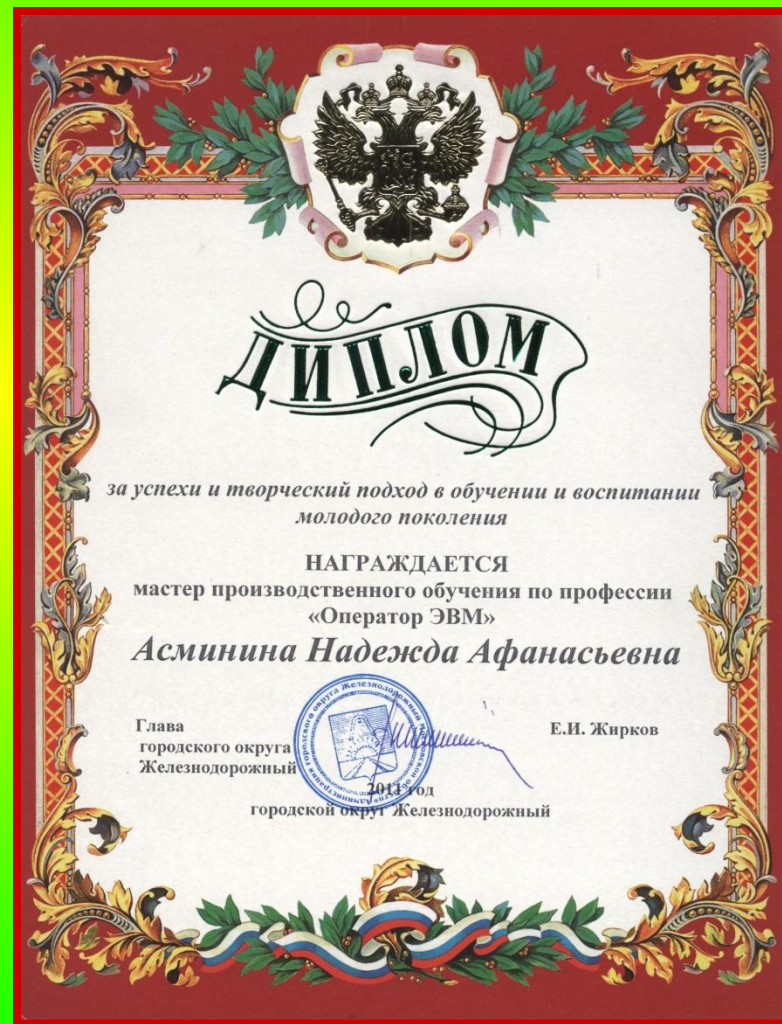 ДИПЛОМ
за успехи и творческий подход в обучении и воспитании
молодого поколения
НАГРАЖДАЕТСЯ
мастер производственного обучения по профессии
«Оператор ЭВМ»
Асминина Надежда Афанасьевна
Глава
городского округа
Железнодорожный
Е.И. Жирков
год
городской округ Железнодорожный